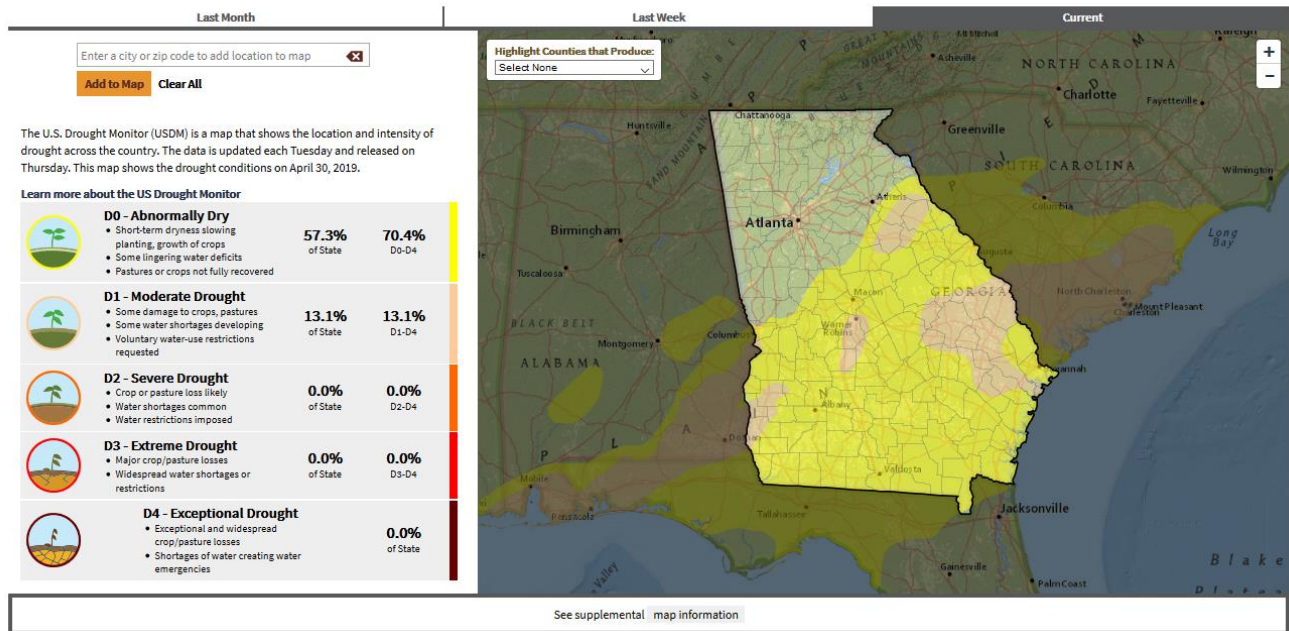 Last Month
Last Week
Current
Enter a city or zip code to add location to map
Add to Map
Clear All
The U.S. Drought Monitor (USDM) is a map that shows the location and intensity of
drought across the country. The data is updated each Tuesday and released on
Thursday. This map shows the drought conditions on April 30, 2019.
Learn more about the US Drought Monitor
D0 - Abnormally Dry
• Short-term dryness slowing
planting, growth of crops
• Some lingering water deficits
• Pastures or crops not fully recovered
57.3%
of State
70.4%
D0-D4
D1 - Moderate Drought
• Some damage to crops, pastures
• Some water shortages developing
• Voluntary water-use restrictions
requested
13.1%
of State
13.1%
D1-D4
D2 - Severe Drought
• Crop or pasture loss likely
• Water shortages common
• Water restrictions imposed
0.0%
of State
0.0%
D2-D4
D3 - Extreme Drought
• Major crop/pasture losses
• Widespread water shortages or
restrictions
0.0%
of State
0.0%
D3-D4
D4 - Exceptional Drought
• Exceptional and widespread
crop/pasture losses
• Shortages of water creating water
emergencies
0.0%
of State
Highlight Counties that Produce:
Select None
+
−
GREAT
MOUNTAINS
Asheville
Raleigh
NORTH CAROLINA
Charlotte
Fayetteville
Chattanooga
Huntsville
SAND MOUNTAIN
Greenville
SOUTH CAROLINA
Wilmington
Athens
Columbia
Atlanta
Birmingham
Long
Bay
Augusta
Tuscaloosa
Macon
GEORGIA
North Charleston
Mount Pleasant
Charleston
Warner
Robins
BLACK BELT
Columbus
Montgomery
ALABAMA
Savannah
Albany
Dothan
Valdosta
Mobile
Pensacola
Tallahassee
Jacksonville
Gainesville
Palm Coast
Valley
Blake
See supplemental map information